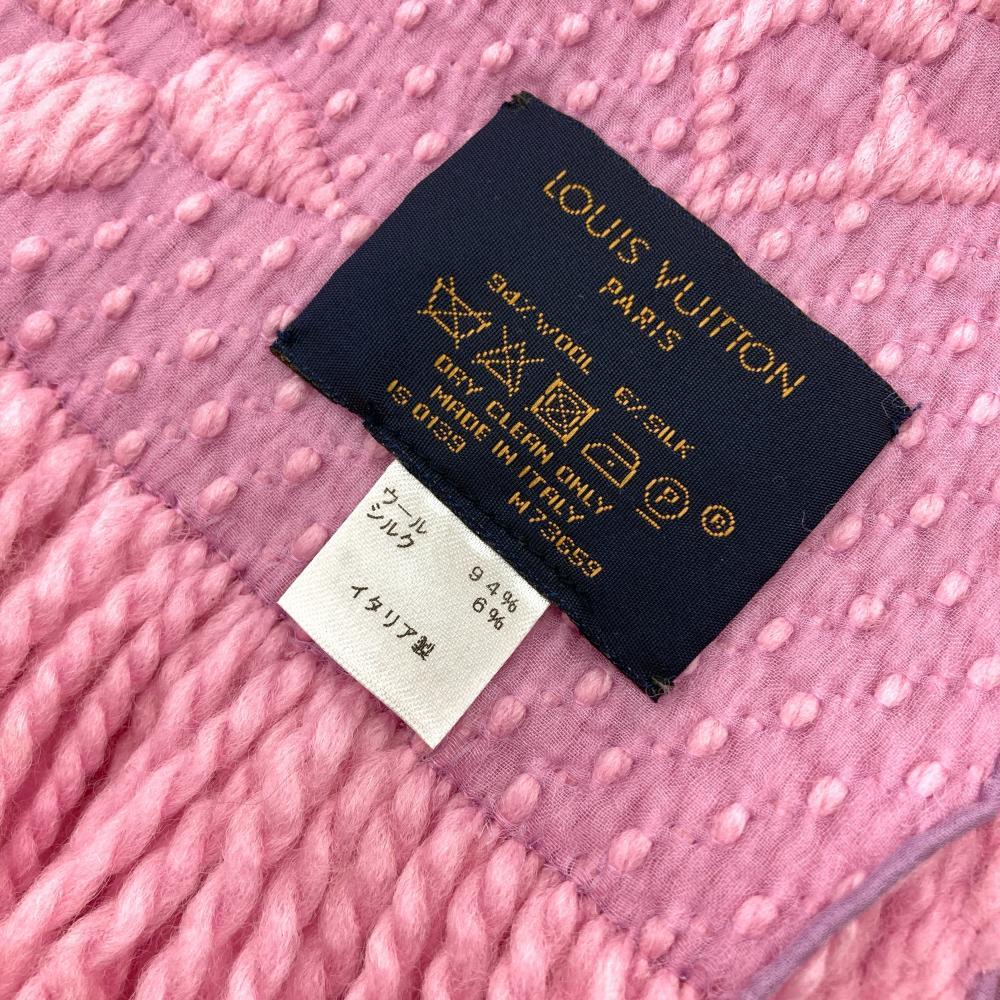 LOUIS VUITTON
PARIS
94% WOOL 6% SILK
P ®
DRY CLEAN ONLY
MADE IN ITALY
IS 0139 M73659
ウール 94%
シルク 6%
イタリア製